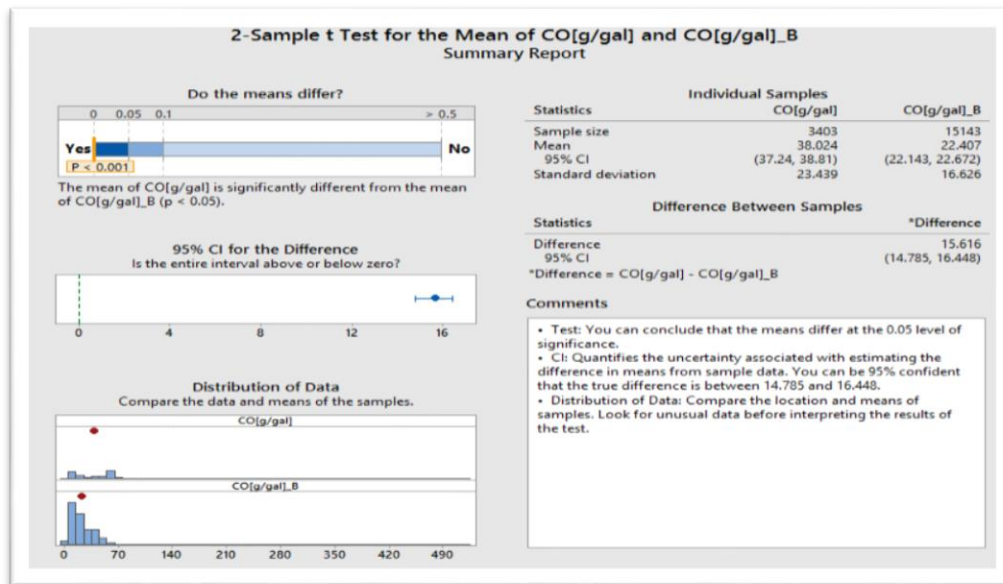 2-Sample t Test for the Mean of CO[g/gal] and CO[g/gal]_B
Summary Report
Do the means differ?
0 0.05 0.1 > 0.5
Yes No
P < 0.001
The mean of CO[g/gal] is significantly different from the mean
of CO[g/gal]_B (p < 0.05).
95% CI for the Difference
Is the entire interval above or below zero?
0 4 8 12 16
Distribution of Data
Compare the data and means of the samples.
CO[g/gal]
CO[g/gal]_B
0 70 140 210 280 350 420 490
Individual Samples
Statistics CO[g/gal] CO[g/gal]_B
Sample size 3403 15143
Mean 38.024 22.407
95% CI (37.24, 38.81) (22.143, 22.672)
Standard deviation 23.439 16.626
Difference Between Samples
Statistics *Difference
Difference 15.616
95% CI (14.785, 16.448)
*Difference = CO[g/gal] - CO[g/gal]_B
Comments
• Test: You can conclude that the means differ at the 0.05 level of
significance.
• CI: Quantifies the uncertainty associated with estimating the
difference in means from sample data. You can be 95% confident
that the true difference is between 14.785 and 16.448.
• Distribution of Data: Compare the location and means of
samples. Look for unusual data before interpreting the results of
the test.